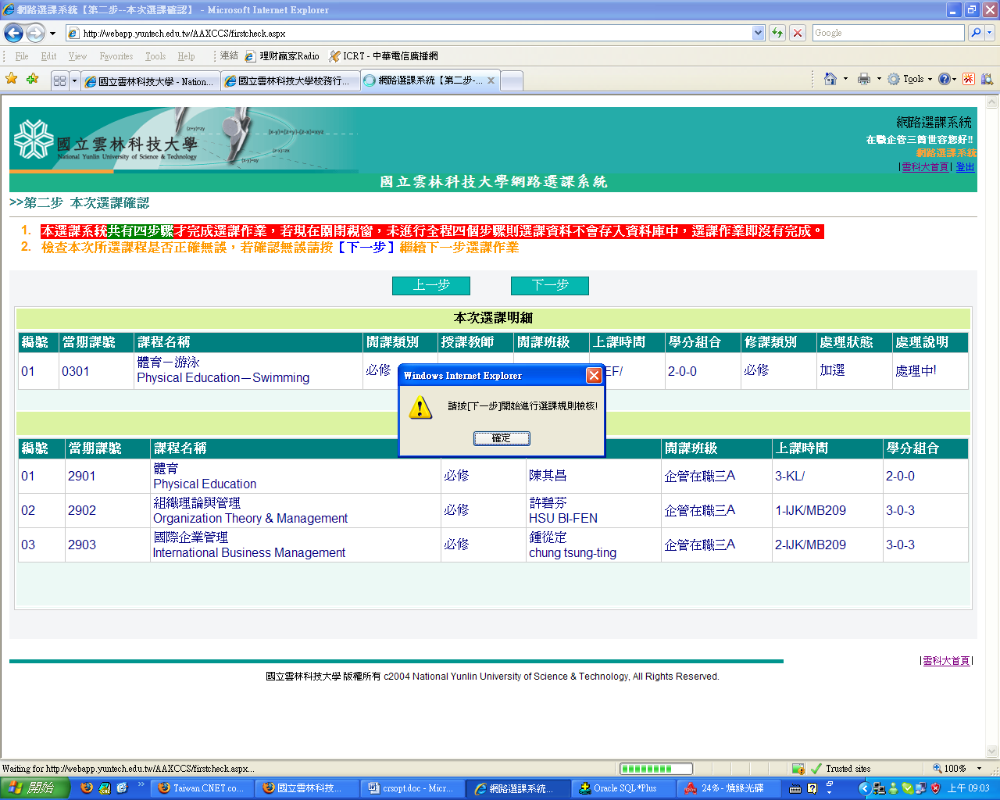 網路選課系統【第二步--本次選課確認】 - Microsoft Internet Explorer
http://webapp.yuntech.edu.tw/AAXCCS/firstcheck.aspx
Google
File Edit View Favorites Tools Help 連結 理財贏家Radio ICRT - 中華電信廣播網
國立雲林科技大學 - Nation... 國立雲林科技大學校務行... 網路選課系統【第二步-... Tools
(x+y)=zy
(x-y)+(z+y)-(z-x)=xyz
(z-x)=zx
(x-y)=xy
國立雲林科技大學
National Yunlin University of Science & Technology
網路選課系統
在職企管三曾世容您好!!
網路選課系統
|雲科大首頁| 登出
國立雲林科技大學網路選課系統
>>第二步 本次選課確認
1. 本選課系統共有四步驟才完成選課作業，若現在關閉視窗，未進行全程四個步驟則選課資料不會存入資料庫中，選課作業即沒有完成。
2. 檢查本次所選課程是否正確無誤，若確認無誤請按【下一步】繼續下一步選課作業
上一步 下一步
本次選課明細
編號 當期課號 課程名稱 開課類別 授課教師 開課班級 上課時間 學分組合 修課類別 處理狀態 處理說明
01 0301 體育－游泳 必修 EF/ 2-0-0 必修 加選 處理中!
Physical Education－Swimming
Windows Internet Explorer
請按[下一步]開始進行選課規則檢核!
確定
編號 當期課號 課程名稱 開課班級 上課時間 學分組合
01 2901 體育 必修 陳其昌 企管在職三A 3-KL/ 2-0-0
Physical Education
02 2902 組織理論與管理 必修 許碧芬 企管在職三A 1-IJK/MB209 3-0-3
Organization Theory & Management HSU BI-FEN
03 2903 國際企業管理 必修 鍾從定 企管在職三A 2-IJK/MB209 3-0-3
International Business Management chung tsung-ting
|雲科大首頁|
國立雲林科技大學 版權所有 c2004 National Yunlin University of Science & Technology, All Rights Reserved.
Waiting for http://webapp.yuntech.edu.tw/AAXCCS/firstcheck.aspx... Trusted sites 100%
開始 Taiwan.CNET.co... 國立雲林科技... crsopt.doc - Micr... 網路選課系統... Oracle SQL*Plus 24% - 燒錄光碟 上午 09:03